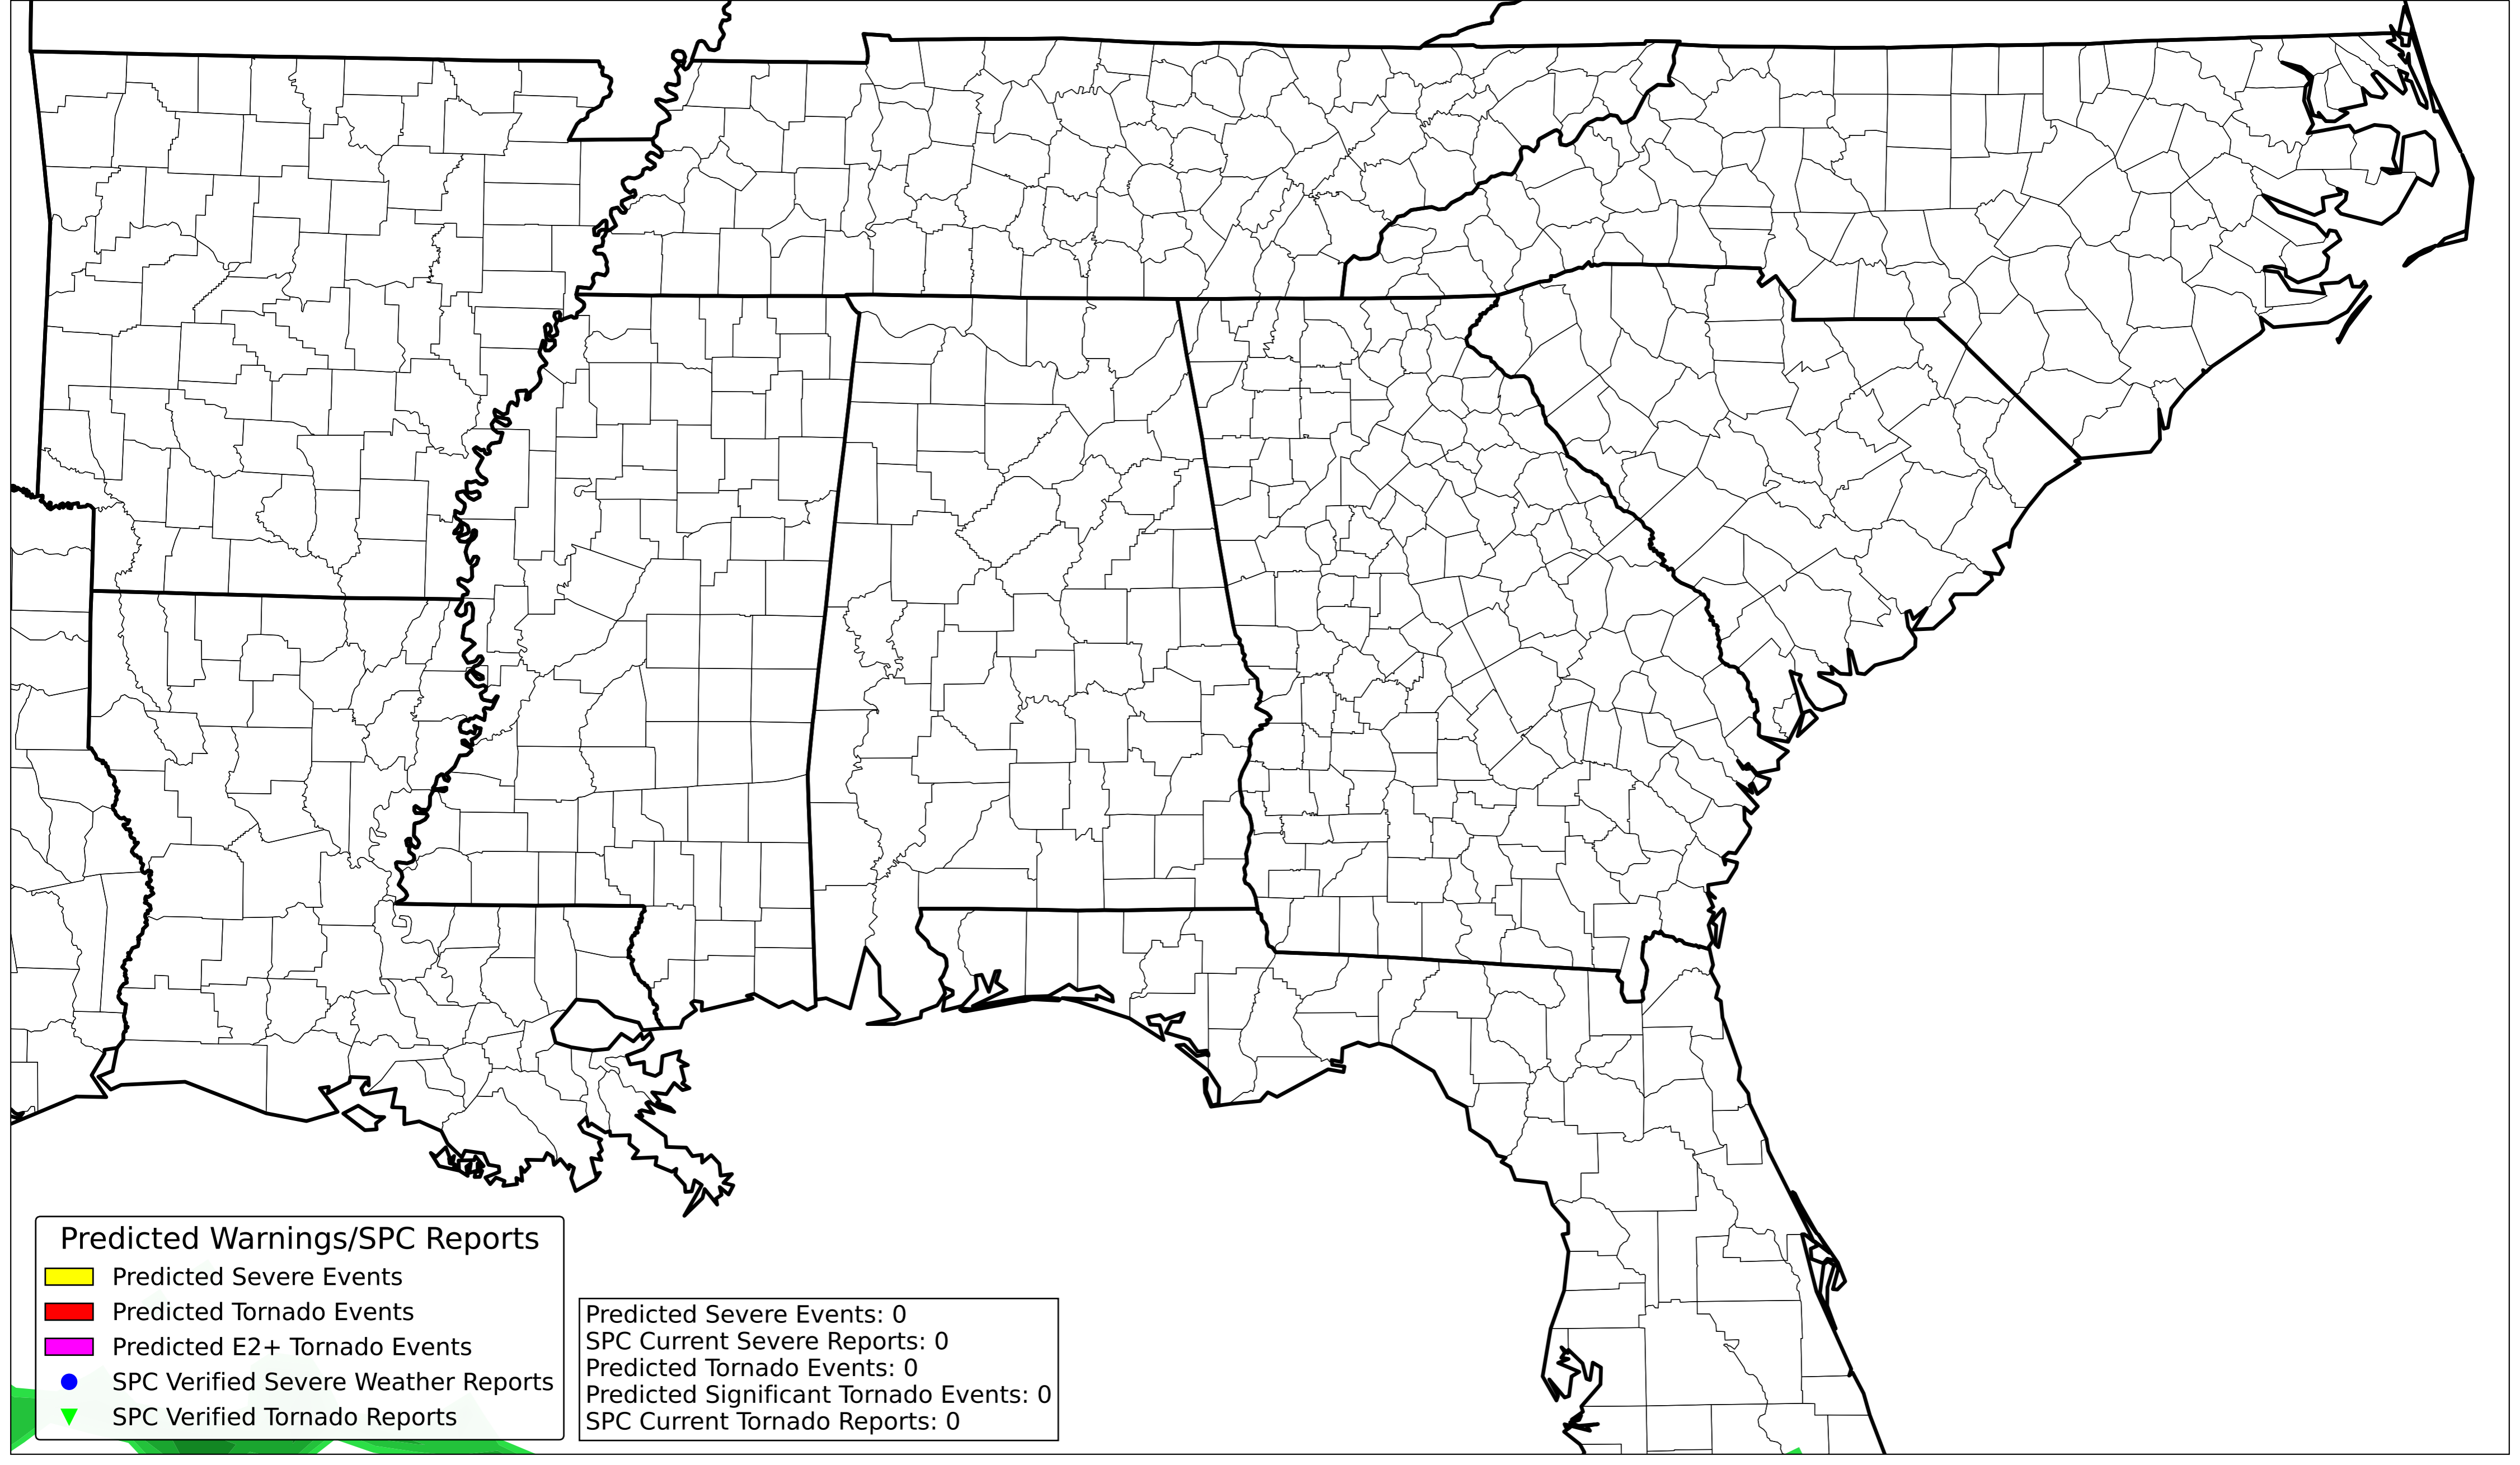 Predicted Warnings/SPC Reports
Predicted Severe Events
Predicted Tornado Events
Predicted E2+ Tornado Events
SPC Verified Severe Weather Reports
SPC Verified Tornado Reports
Predicted Severe Events: 0
SPC Current Severe Reports: 0
Predicted Tornado Events: 0
Predicted Significant Tornado Events: 0
SPC Current Tornado Reports: 0